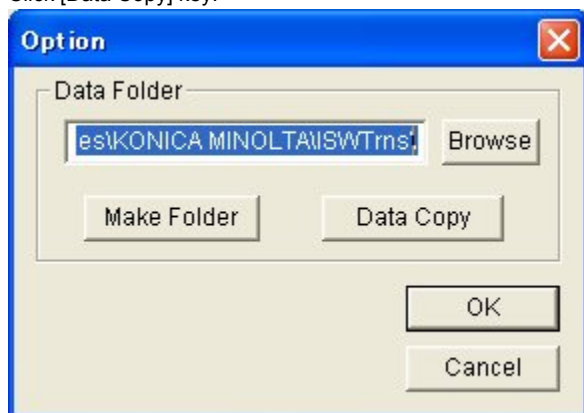 Click [Data Copy] key.
Option
Data Folder
es\KONICA MINOLTA\ISWTrns\
Browse
Make Folder
Data Copy
OK
Cancel